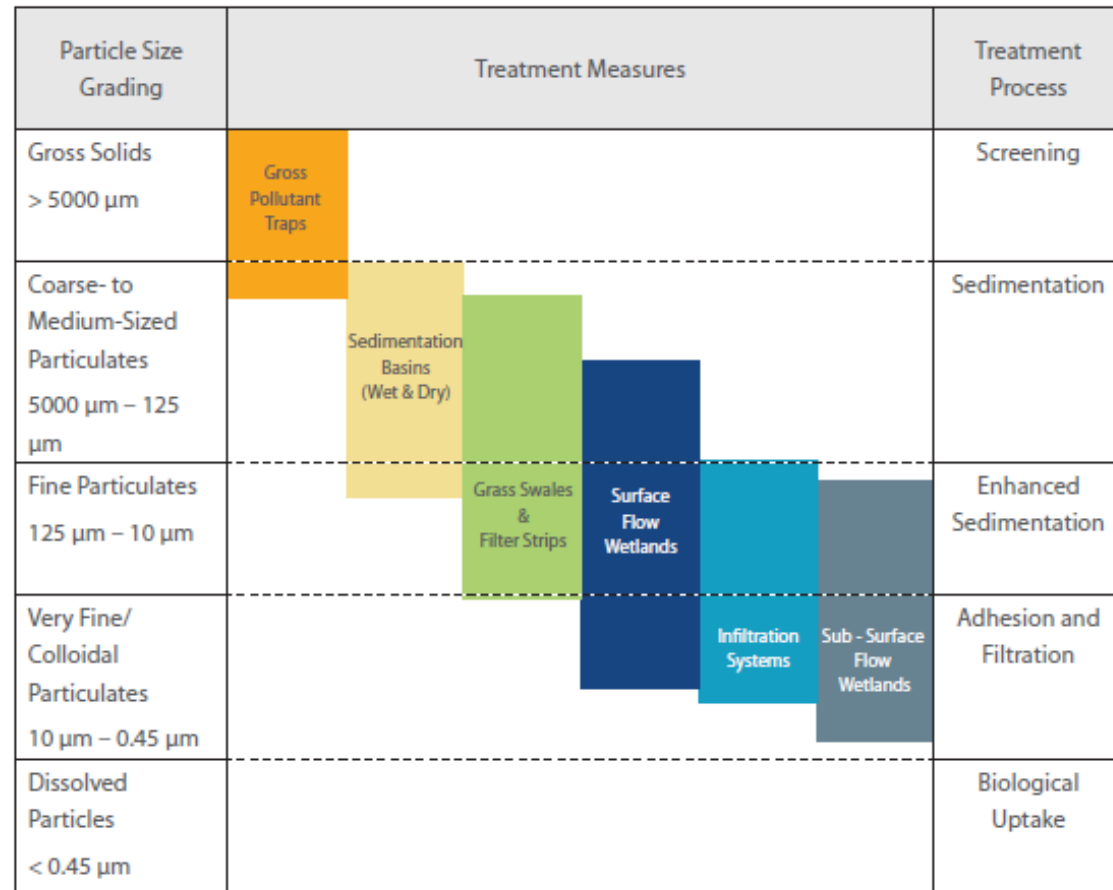 Particle Size
Grading
Treatment Measures
Treatment
Process
Gross Solids
> 5000 µm
Gross
Pollutant
Traps
Screening
Coarse- to
Medium-Sized
Particulates
5000 µm – 125
µm
Sedimentation
Basins
(Wet & Dry)
Sedimentation
Fine Particulates
125 µm – 10 µm
Grass Swales
&
Filter Strips
Surface
Flow
Wetlands
Enhanced
Sedimentation
Very Fine/
Colloidal
Particulates
10 µm – 0.45 µm
Infiltration
Systems
Sub - Surface
Flow
Wetlands
Adhesion and
Filtration
Dissolved
Particles
< 0.45 µm
Biological
Uptake